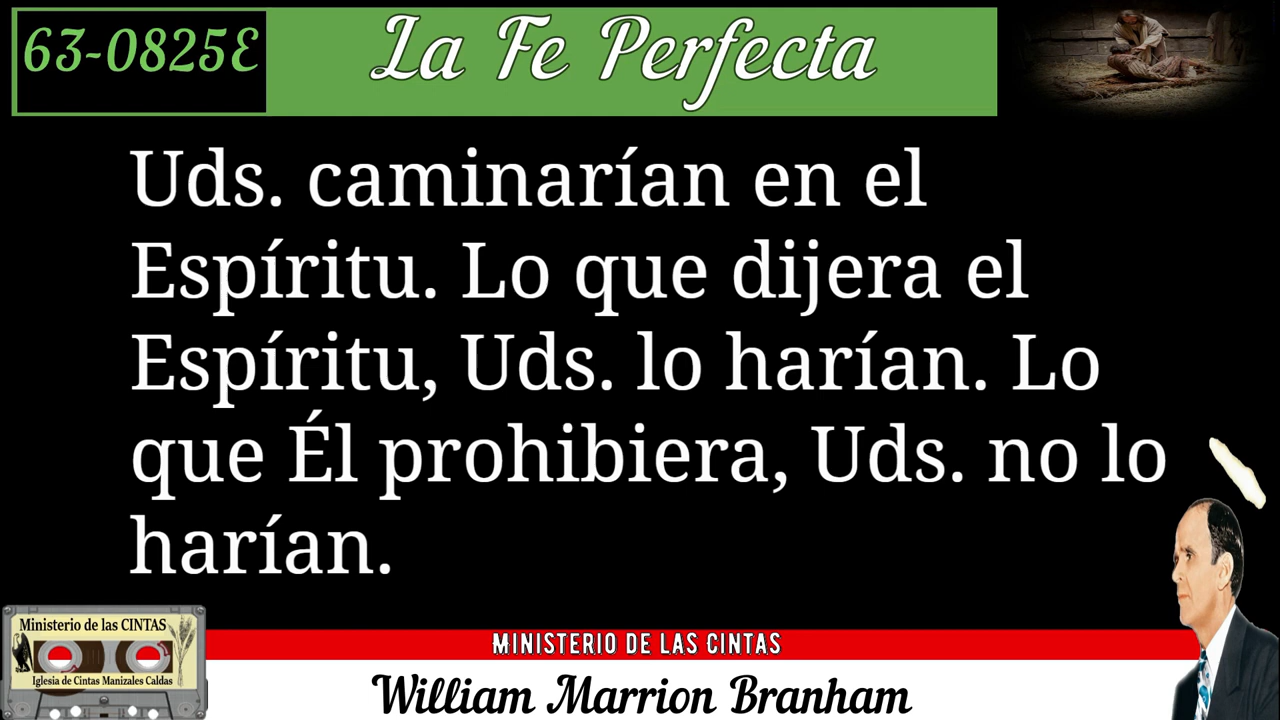 63-0825E
La Fe Perfecta
Uds. caminarían en el
Espíritu. Lo que dijera el
Espíritu, Uds. lo harían. Lo
que Él prohibiera, Uds. no lo
harían.
Ministerio de las CINTAS
Iglesia de Cintas Manizales Caldas
MINISTERIO DE LAS CINTAS
William Marrion Branham